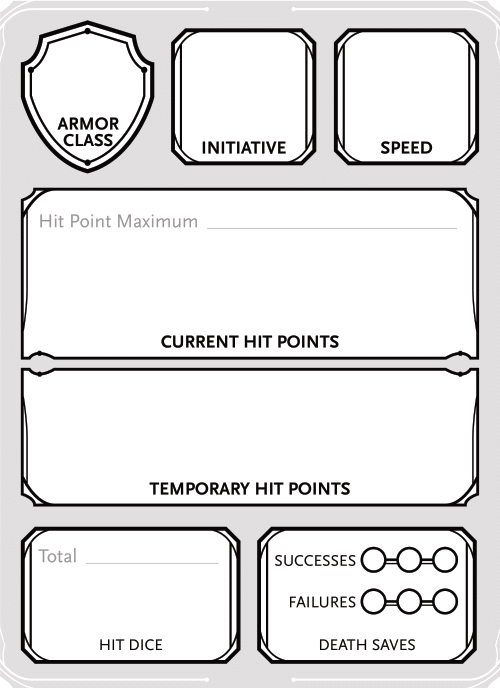 ARMOR
CLASS
INITIATIVE
SPEED
Hit Point Maximum
CURRENT HIT POINTS
TEMPORARY HIT POINTS
Total
HIT DICE
SUCCESSES
FAILURES
DEATH SAVES